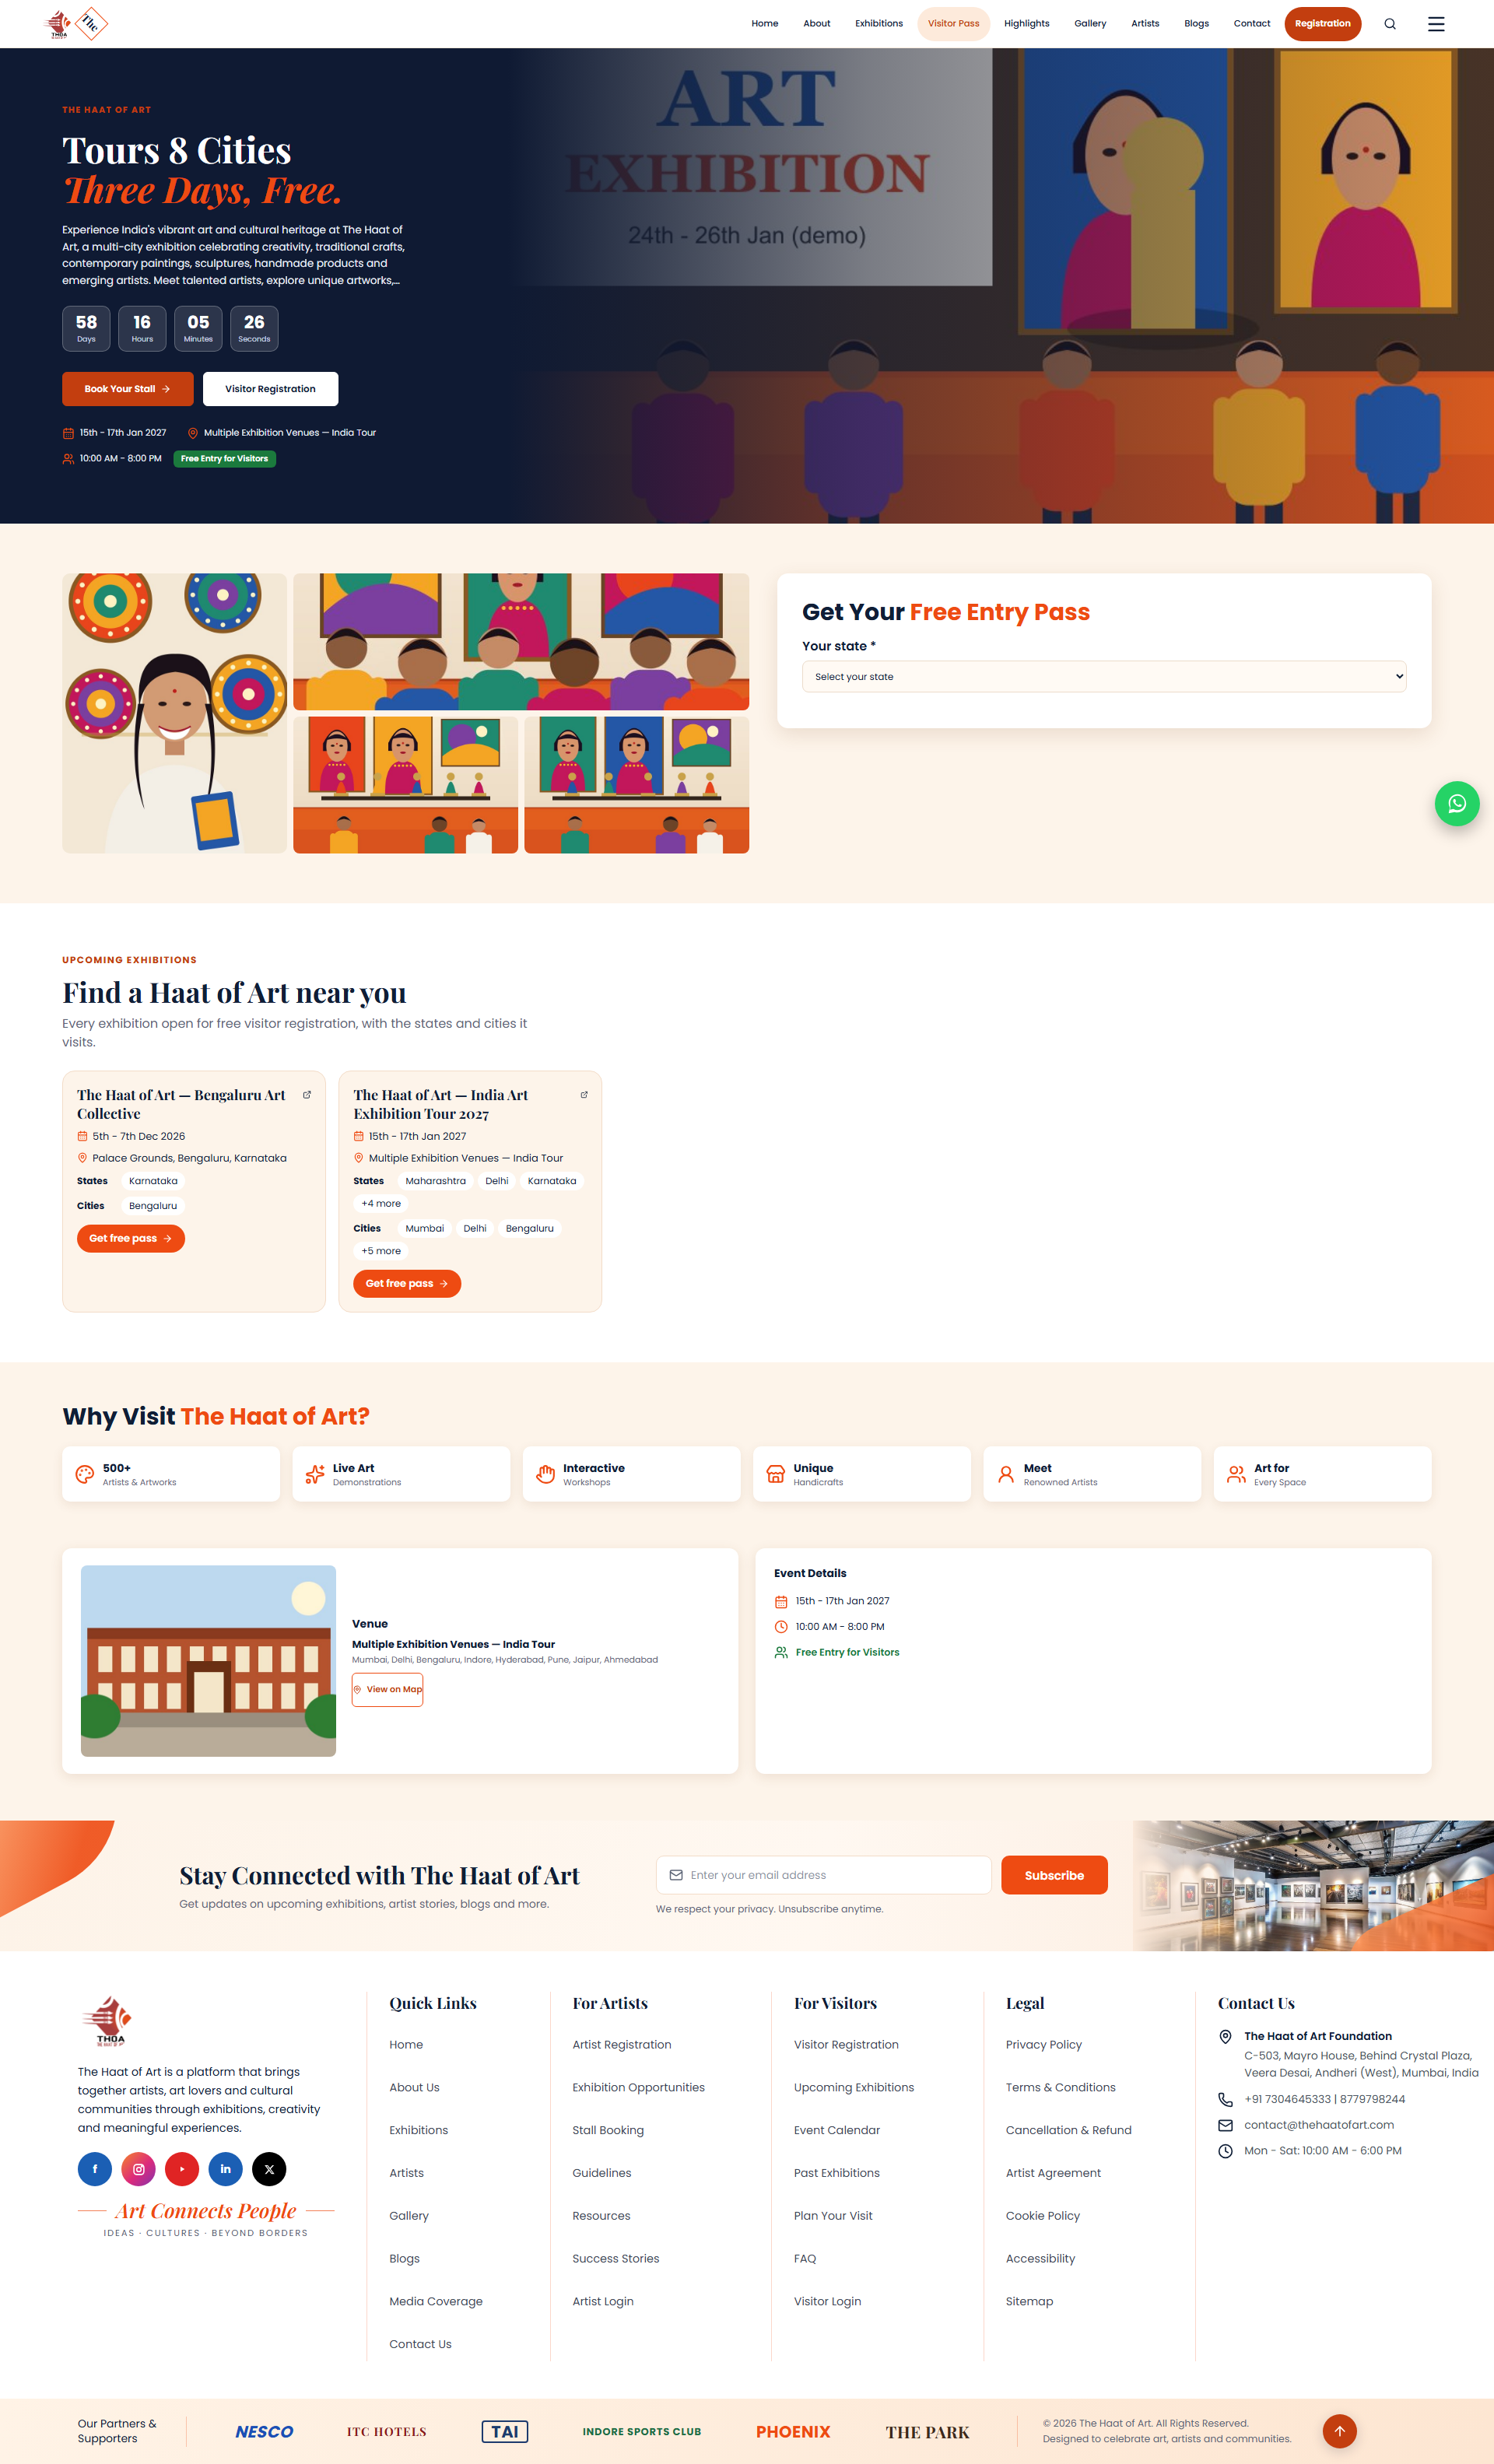 THOA
The
Home
About
Exhibitions
Visitor Pass
Highlights
Gallery
Artists
Blogs
Contact
Registration
THE HAAT OF ART
Tours 8 Cities
Three Days, Free.
Experience India's vibrant art and cultural heritage at The Haat of
Art, a multi-city exhibition celebrating creativity, traditional crafts,
contemporary paintings, sculptures, handmade products and
emerging artists. Meet talented artists, explore unique artworks,...
58
Days
16
Hours
05
Minutes
26
Seconds
Book Your Stall
Visitor Registration
15th - 17th Jan 2027
Multiple Exhibition Venues — India Tour
10:00 AM - 8:00 PM
Free Entry for Visitors
ART
EXHIBITION
24th - 26th Jan (demo)
Get Your Free Entry Pass
Your state *
Select your state
UPCOMING EXHIBITIONS
Find a Haat of Art near you
Every exhibition open for free visitor registration, with the states and cities it
visits.
The Haat of Art — Bengaluru Art
Collective
5th - 7th Dec 2026
Palace Grounds, Bengaluru, Karnataka
States Karnataka
Cities Bengaluru
Get free pass
The Haat of Art — India Art
Exhibition Tour 2027
15th - 17th Jan 2027
Multiple Exhibition Venues — India Tour
States Maharashtra Delhi Karnataka
+4 more
Cities Mumbai Delhi Bengaluru
+5 more
Get free pass
Why Visit The Haat of Art?
500+
Artists & Artworks
Live Art
Demonstrations
Interactive
Workshops
Unique
Handicrafts
Meet
Renowned Artists
Art for
Every Space
Venue
Multiple Exhibition Venues — India Tour
Mumbai, Delhi, Bengaluru, Indore, Hyderabad, Pune, Jaipur, Ahmedabad
View on Map
Event Details
15th - 17th Jan 2027
10:00 AM - 8:00 PM
Free Entry for Visitors
Stay Connected with The Haat of Art
Get updates on upcoming exhibitions, artist stories, blogs and more.
Enter your email address
Subscribe
We respect your privacy. Unsubscribe anytime.
THOA
THE HAAT OF ART
The Haat of Art is a platform that brings
together artists, art lovers and cultural
communities through exhibitions, creativity
and meaningful experiences.
Art Connects People
IDEAS · CULTURES · BEYOND BORDERS
Quick Links
Home
About Us
Exhibitions
Artists
Gallery
Blogs
Media Coverage
Contact Us
For Artists
Artist Registration
Exhibition Opportunities
Stall Booking
Guidelines
Resources
Success Stories
Artist Login
For Visitors
Visitor Registration
Upcoming Exhibitions
Event Calendar
Past Exhibitions
Plan Your Visit
FAQ
Visitor Login
Legal
Privacy Policy
Terms & Conditions
Cancellation & Refund
Artist Agreement
Cookie Policy
Accessibility
Sitemap
Contact Us
The Haat of Art Foundation
C-503, Mayro House, Behind Crystal Plaza,
Veera Desai, Andheri (West), Mumbai, India
+91 7304645333 | 8779798244
contact@thehaatofart.com
Mon - Sat: 10:00 AM - 6:00 PM
Our Partners &
Supporters
NESCO
ITC HOTELS
TAI
INDORE SPORTS CLUB
PHOENIX
THE PARK
© 2026 The Haat of Art. All Rights Reserved.
Designed to celebrate art, artists and communities.